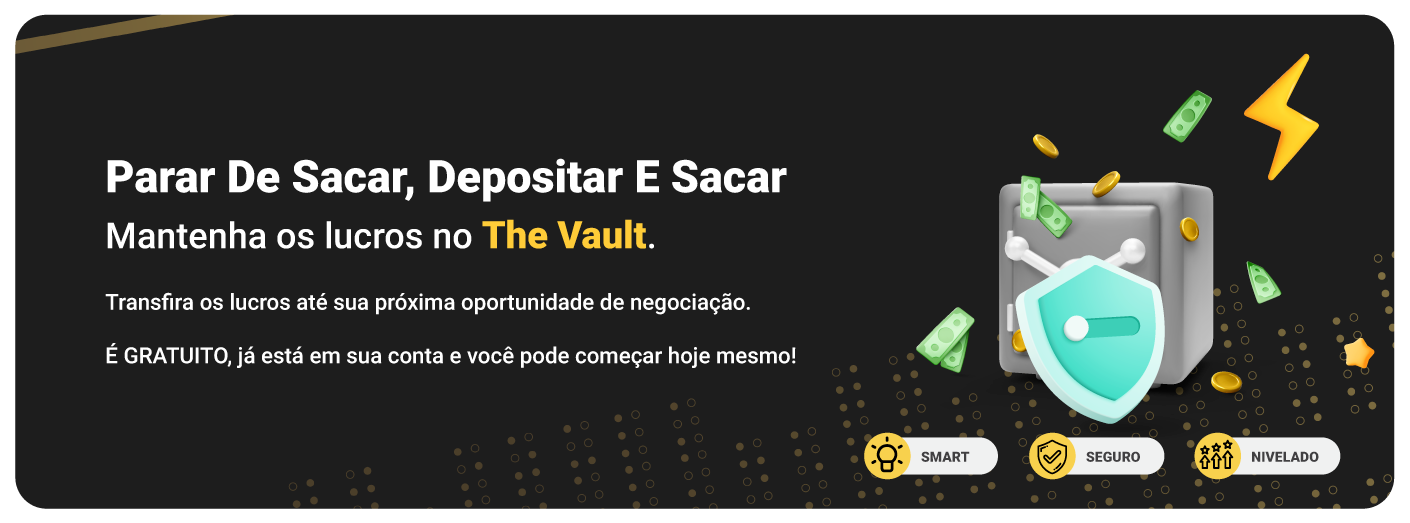 Parar De Sacar, Depositar E Sacar
Mantenha os lucros no The Vault.
Transfira os lucros até sua próxima oportunidade de negociação.
É GRATUITO, já está em sua conta e você pode começar hoje mesmo!
SMART
SEGURO
NIVELADO